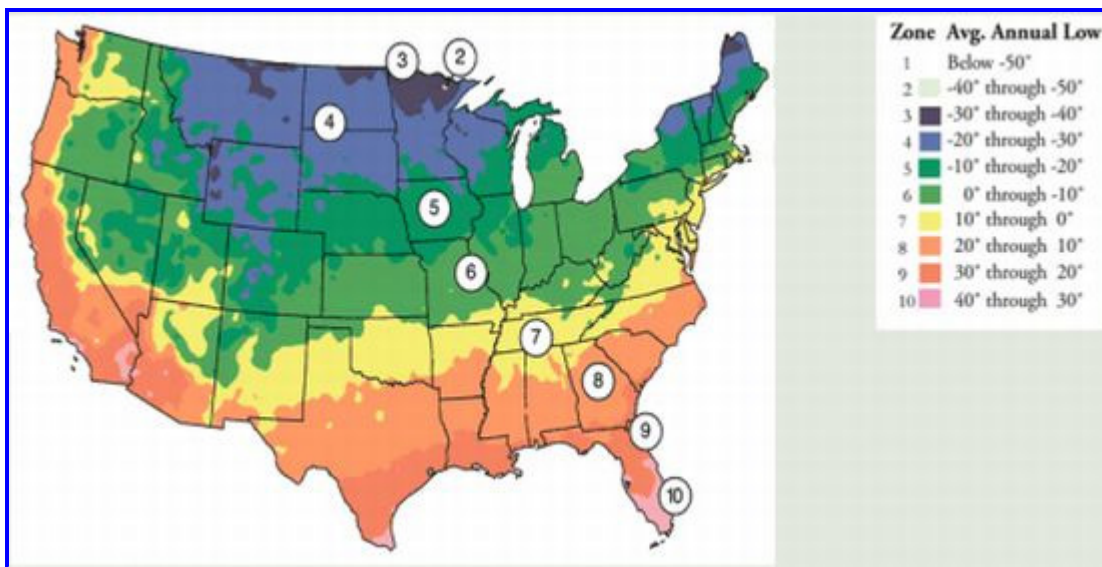 Zone Avg. Annual Low
1 Below -50°
2 -40° through -50°
3 -30° through -40°
4 -20° through -30°
5 -10° through -20°
6 0° through -10°
7 10° through 0°
8 20° through 10°
9 30° through 20°
10 40° through 30°
3
2
4
5
6
7
8
9
10